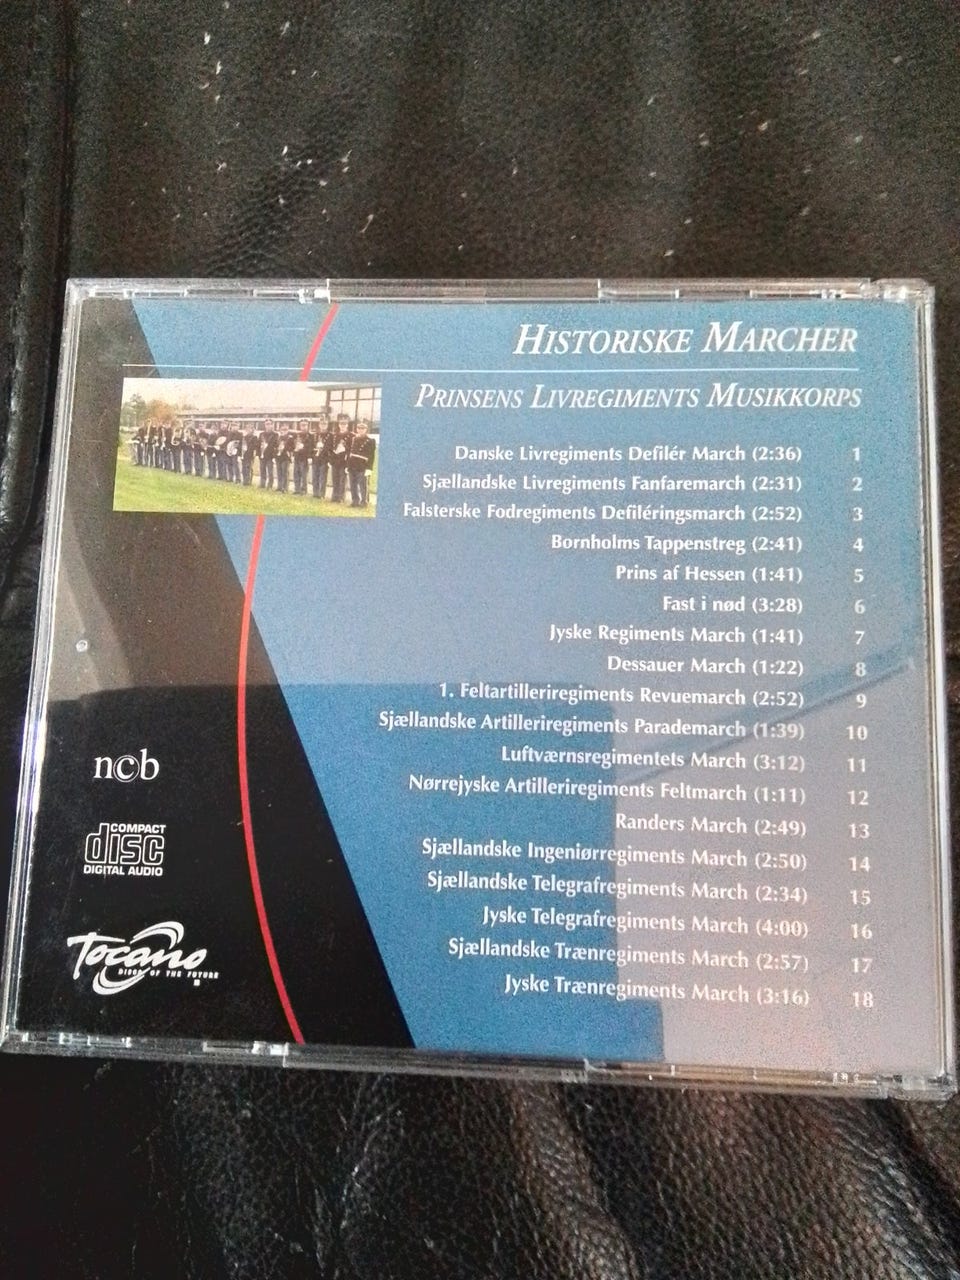 HISTORISKE MARCHER
PRINSENS LIVREGIMENTS MUSIKKORPS
Danske Livregiments Defilér March (2:36) 1
Sjællandske Livregiments Fanfaremarch (2:31) 2
Falsterske Fodregiments Defiléringsmarch (2:52) 3
Bornholms Tappenstreg (2:41) 4
Prins af Hessen (1:41) 5
Fast i nød (3:28) 6
Jyske Regiments March (1:41) 7
Dessauer March (1:22) 8
1. Feltartilleriregiments Revuemarch (2:52) 9
Sjællandske Artilleriregiments Parademarch (1:39) 10
Luftværnsregimentets March (3:12) 11
Nørrejyske Artilleriregiments Feltmarch (1:11) 12
Randers March (2:49) 13
Sjællandske Ingeniørregiments March (2:50) 14
Sjællandske Telegrafregiments March (2:34) 15
Jyske Telegrafregiments March (4:00) 16
Sjællandske Trænregiments March (2:57) 17
Jyske Trænregiments March (3:16) 18
ncb
COMPACT
disc
DIGITAL AUDIO
Tocano
DISCS OF THE FUTURE